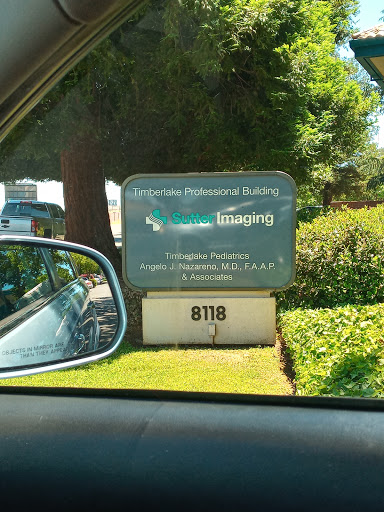 Timberlake Professional Building
Sutter Imaging
Timberlake Pediatrics
Angelo J. Nazareno, M.D., F.A.A.P.
& Associates
8118
OBJECTS IN MIRROR ARE
THAN THEY APPEAR